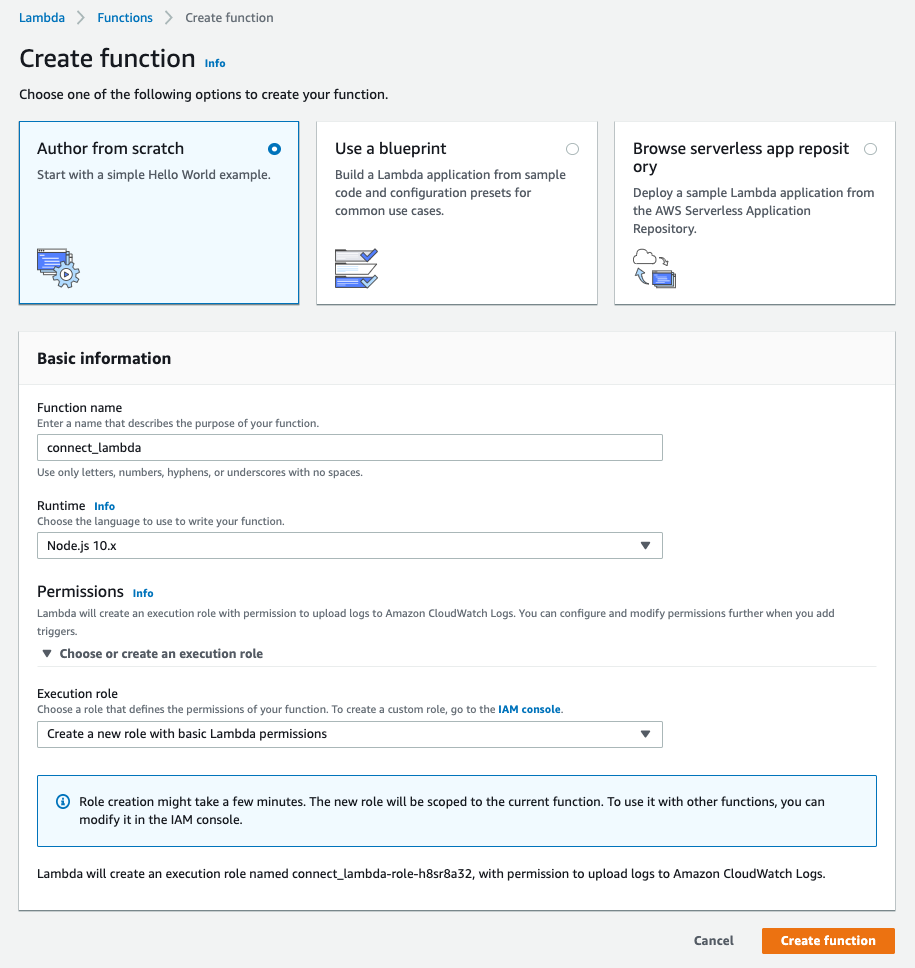 Lambda > Functions > Create function
Create function Info
Choose one of the following options to create your function.
Author from scratch
Start with a simple Hello World example.
Use a blueprint
Build a Lambda application from sample
code and configuration presets for
common use cases.
Browse serverless app reposit
ory
Deploy a sample Lambda application from
the AWS Serverless Application
Repository.
Basic information
Function name
Enter a name that describes the purpose of your function.
connect_lambda
Use only letters, numbers, hyphens, or underscores with no spaces.
Runtime Info
Choose the language to use to write your function.
Node.js 10.x
Permissions Info
Lambda will create an execution role with permission to upload logs to Amazon CloudWatch Logs. You can configure and modify permissions further when you add
triggers.
Choose or create an execution role
Execution role
Choose a role that defines the permissions of your function. To create a custom role, go to the IAM console.
Create a new role with basic Lambda permissions
Role creation might take a few minutes. The new role will be scoped to the current function. To use it with other functions, you can
modify it in the IAM console.
Lambda will create an execution role named connect_lambda-role-h8sr8a32, with permission to upload logs to Amazon CloudWatch Logs.
Cancel Create function